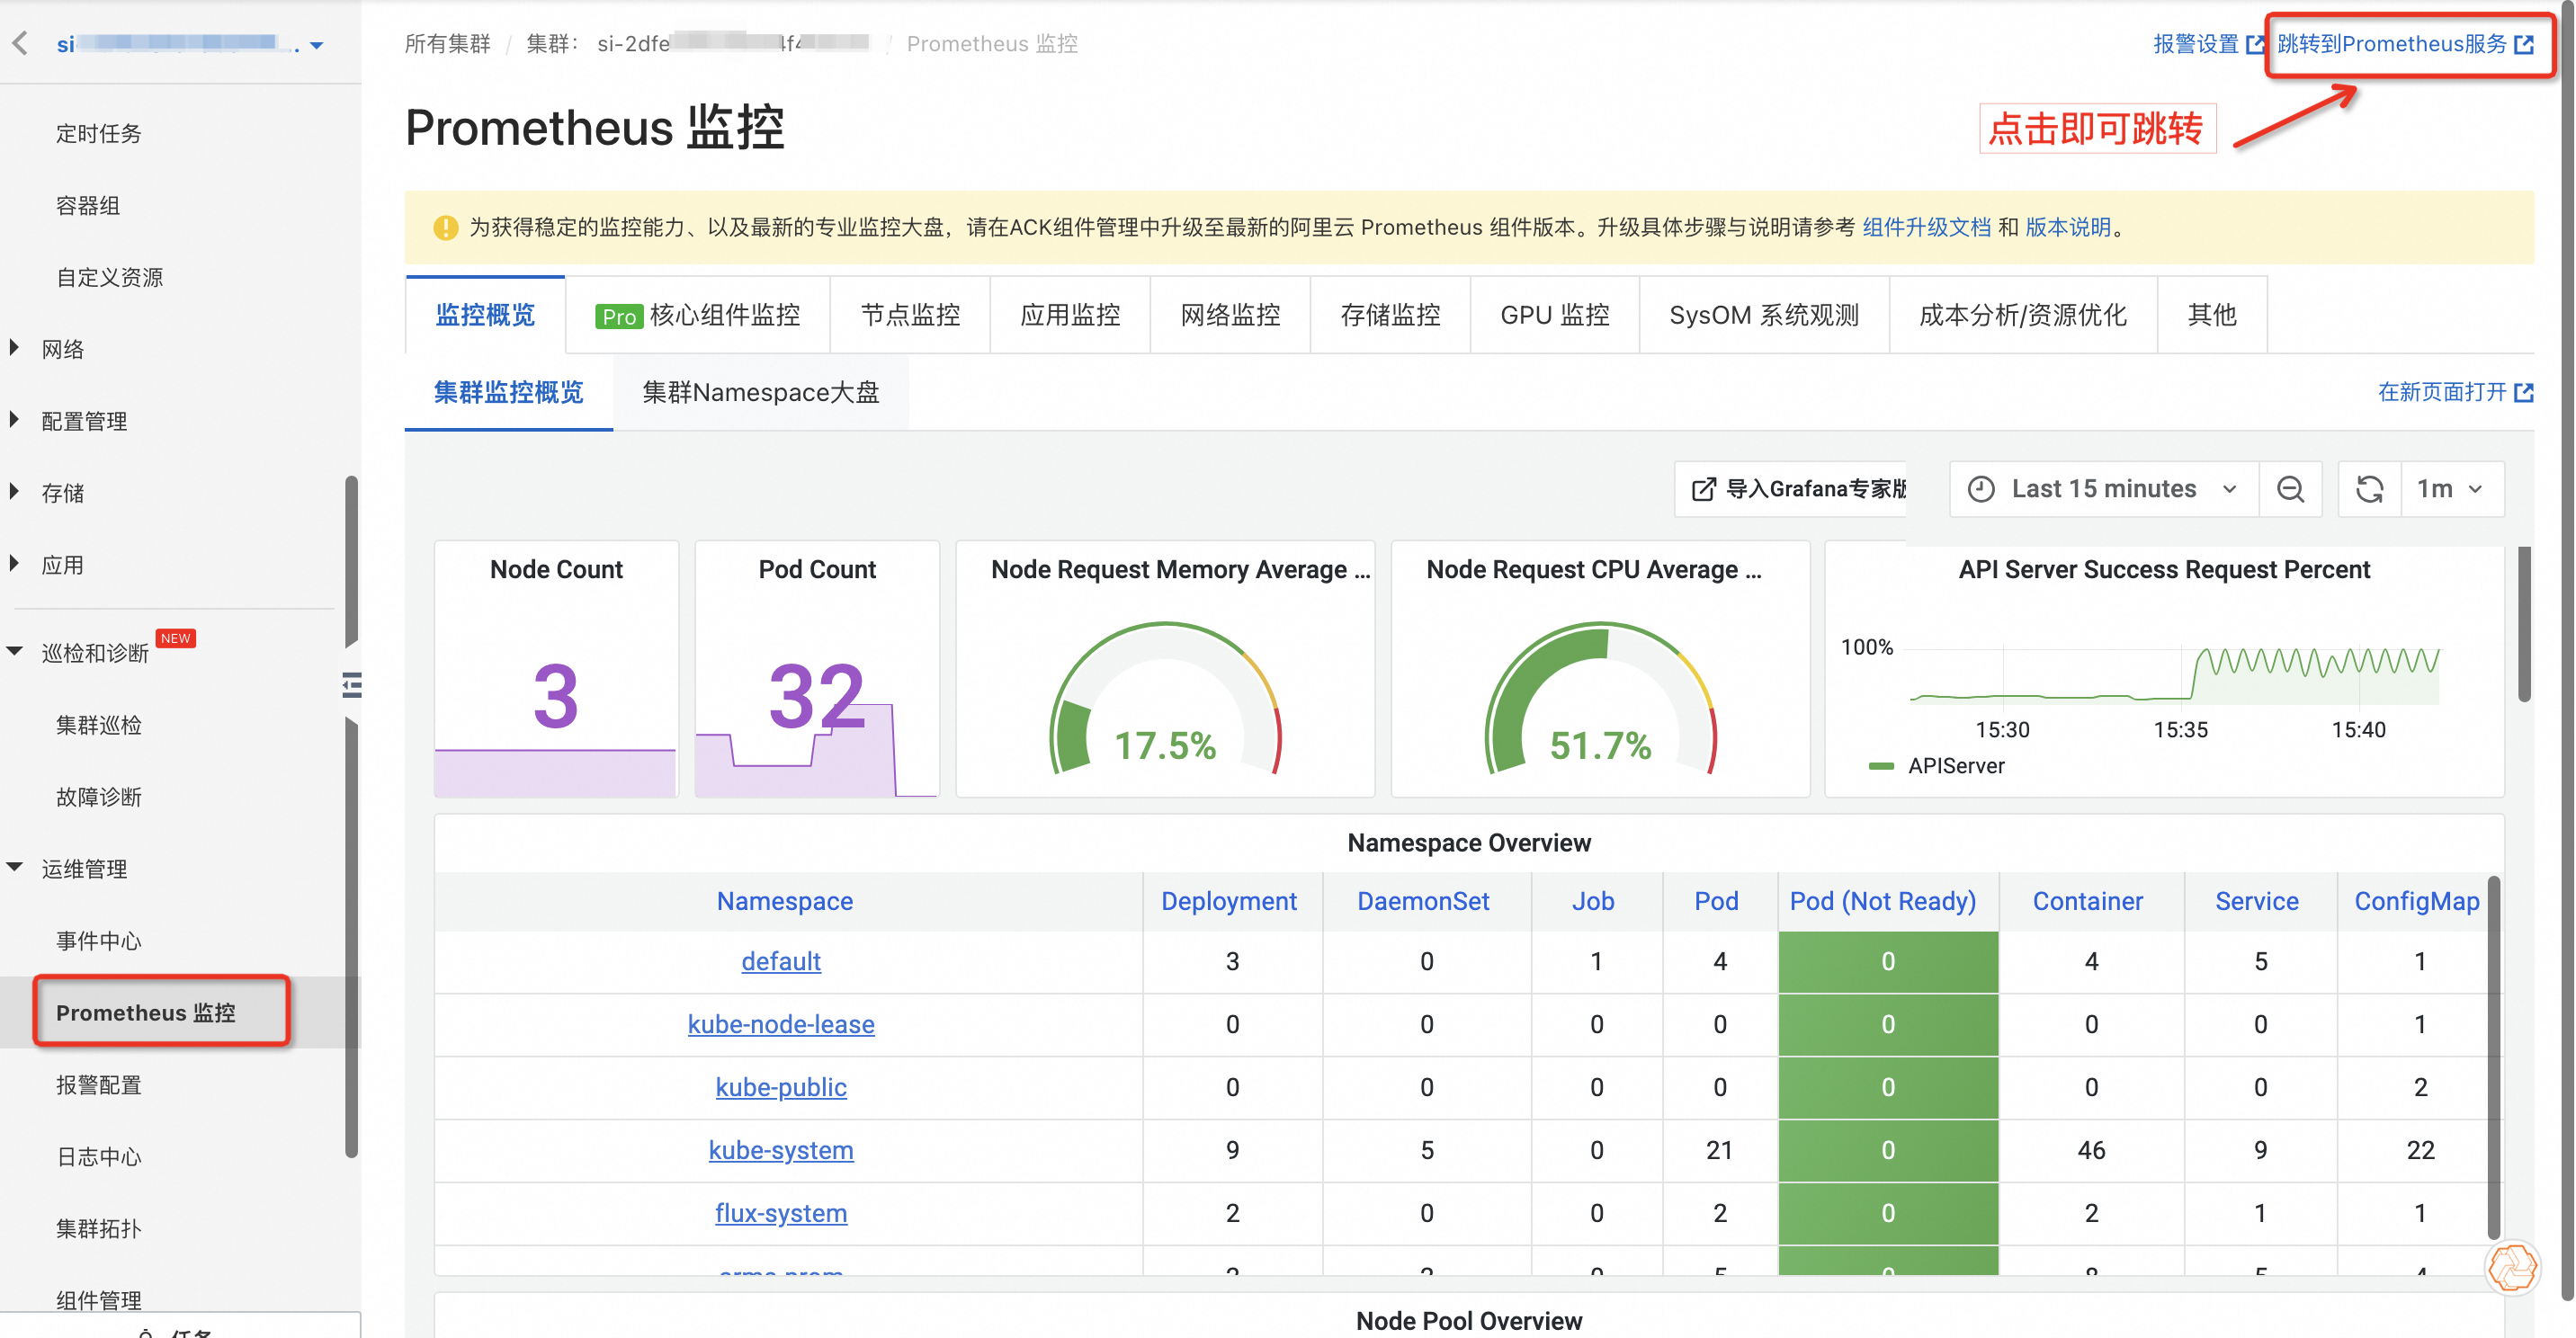 si
所有集群 / 集群： si-2dfe 4f4 / Prometheus 监控
报警设置 跳转到Prometheus服务
Prometheus 监控
点击即可跳转
为获得稳定的监控能力、以及最新的专业监控大盘，请在ACK组件管理中升级至最新的阿里云 Prometheus 组件版本。升级具体步骤与说明请参考 组件升级文档 和 版本说明。
定时任务
容器组
自定义资源
网络
配置管理
存储
应用
巡检和诊断 NEW
集群巡检
故障诊断
运维管理
事件中心
Prometheus 监控
报警配置
日志中心
集群拓扑
组件管理
任务
监控概览 Pro 核心组件监控 节点监控 应用监控 网络监控 存储监控 GPU 监控 SysOM 系统观测 成本分析/资源优化 其他
集群监控概览 集群Namespace大盘 在新页面打开
导入Grafana专家版 Last 15 minutes 1m
Node Count
3
Pod Count
32
Node Request Memory Average ...
17.5%
Node Request CPU Average ...
51.7%
API Server Success Request Percent
100%
15:30 15:35 15:40
APIServer
Namespace Overview
Namespace Deployment DaemonSet Job Pod Pod (Not Ready) Container Service ConfigMap
default 3 0 1 4 0 4 5 1
kube-node-lease 0 0 0 0 0 0 0 1
kube-public 0 0 0 0 0 0 0 2
kube-system 9 5 0 21 0 46 9 22
flux-system 2 0 0 2 0 2 1 1
arms-prom
Node Pool Overview